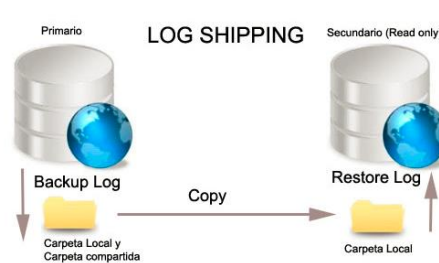 Primario
LOG SHIPPING
Secundario (Read only
Backup Log
Restore Log
Copy
Carpeta Local y
Carpeta compartida
Carpeta Local